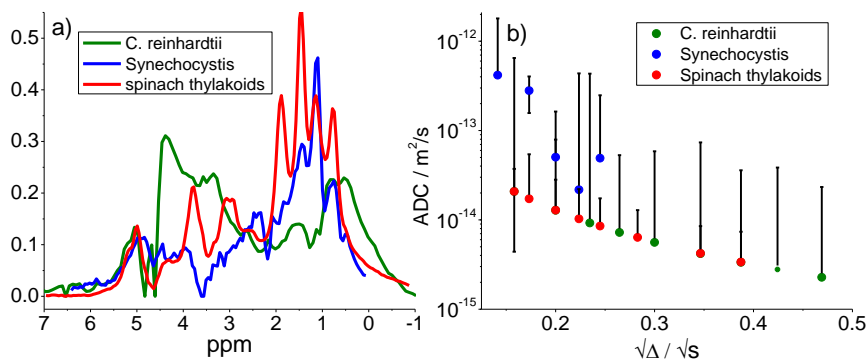 a)
C. reinhardtii
Synechocystis
spinach thylakoids
0.5
0.4
0.3
0.2
0.1
0.0
7 6 5 4 3 2 1 0 -1
ppm
b)
C. reinhardtii
Synechocystis
Spinach thylakoids
ADC / m²/s
10⁻¹²
10⁻¹³
10⁻¹⁴
10⁻¹⁵
0.2 0.3 0.4 0.5
√Δ / √s